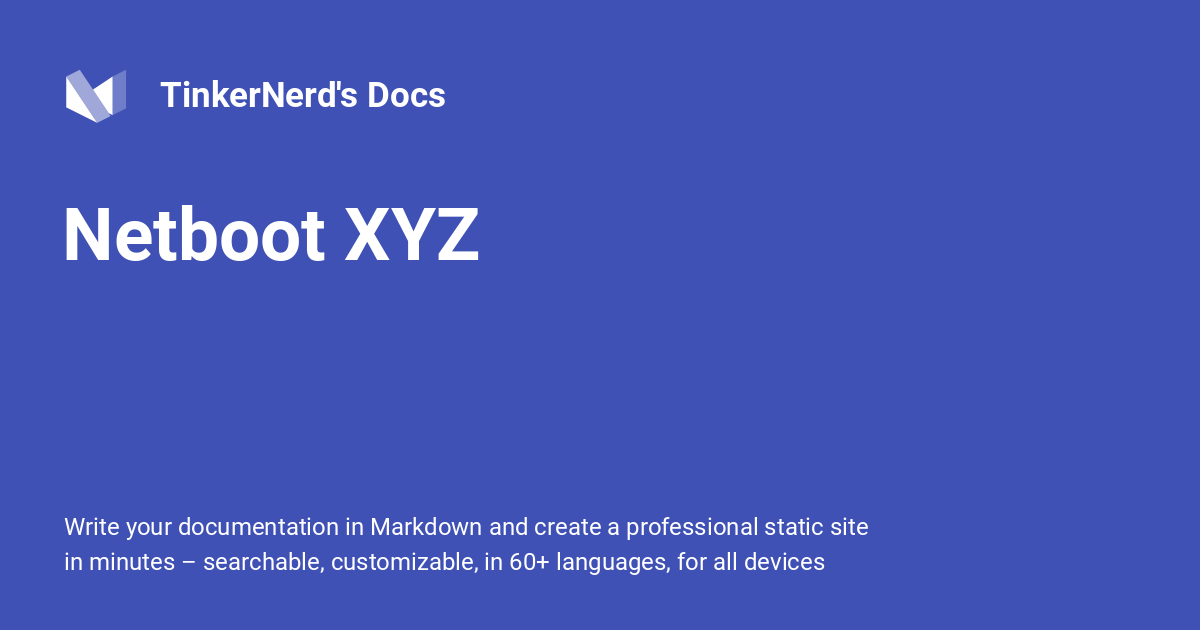 TinkerNerd's Docs
Netboot XYZ
Write your documentation in Markdown and create a professional static site
in minutes – searchable, customizable, in 60+ languages, for all devices